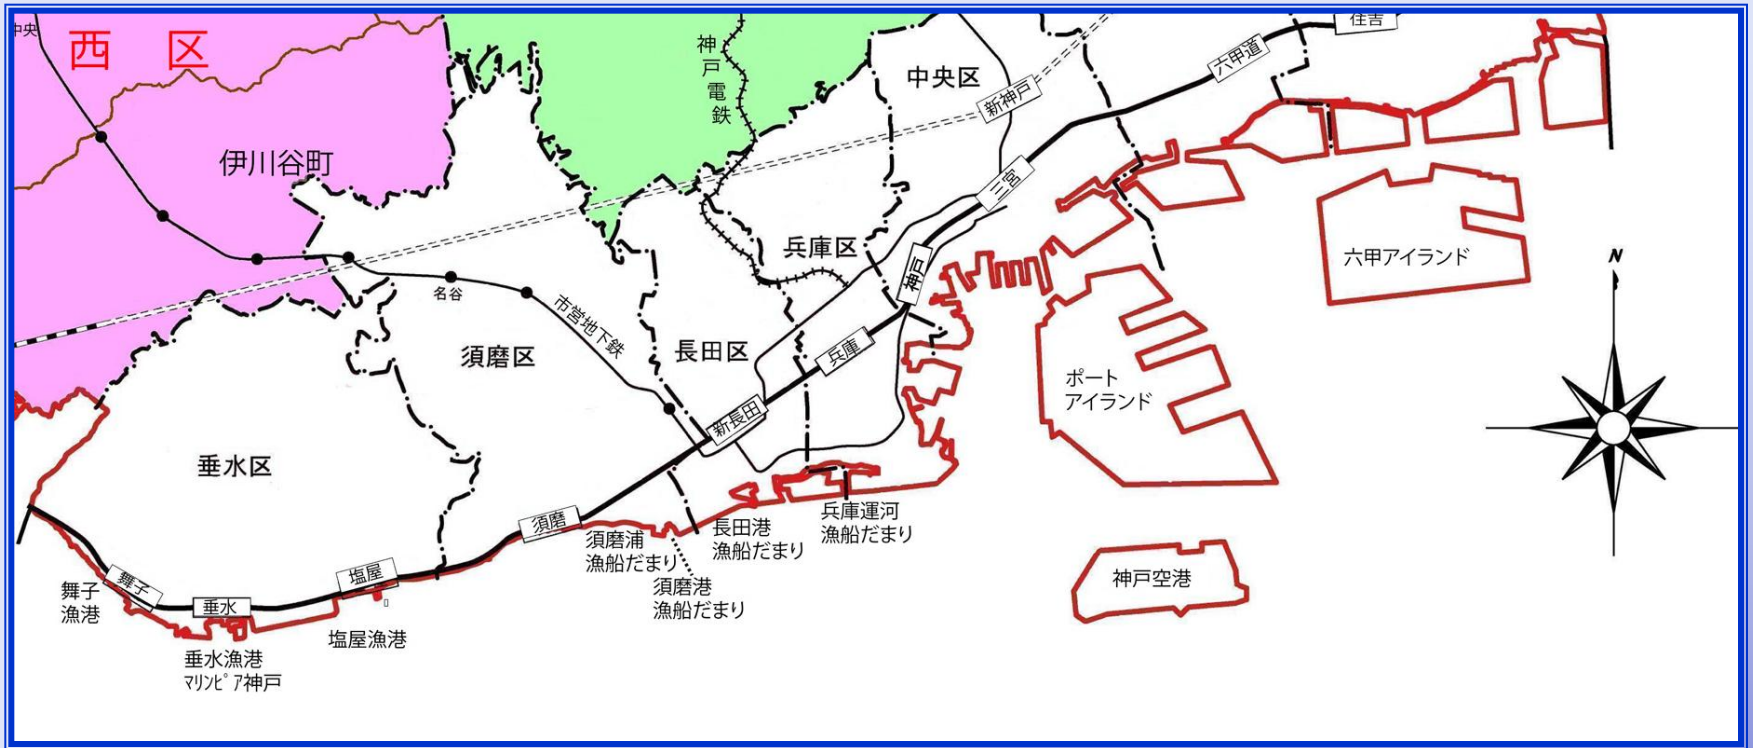 中央
西 区
神戸電鉄
中央区
新神戸
六甲道
住吉
伊川谷町
三宮
兵庫区
神戸
六甲アイランド
N
名谷
市営地下鉄
須磨区
長田区
兵庫
ポート
アイランド
新長田
垂水区
須磨
須磨浦
漁船だまり
長田港
漁船だまり
兵庫運河
漁船だまり
須磨港
漁船だまり
神戸空港
舞子
舞子
漁港
垂水
塩屋
塩屋漁港
垂水漁港
マリンピア神戸